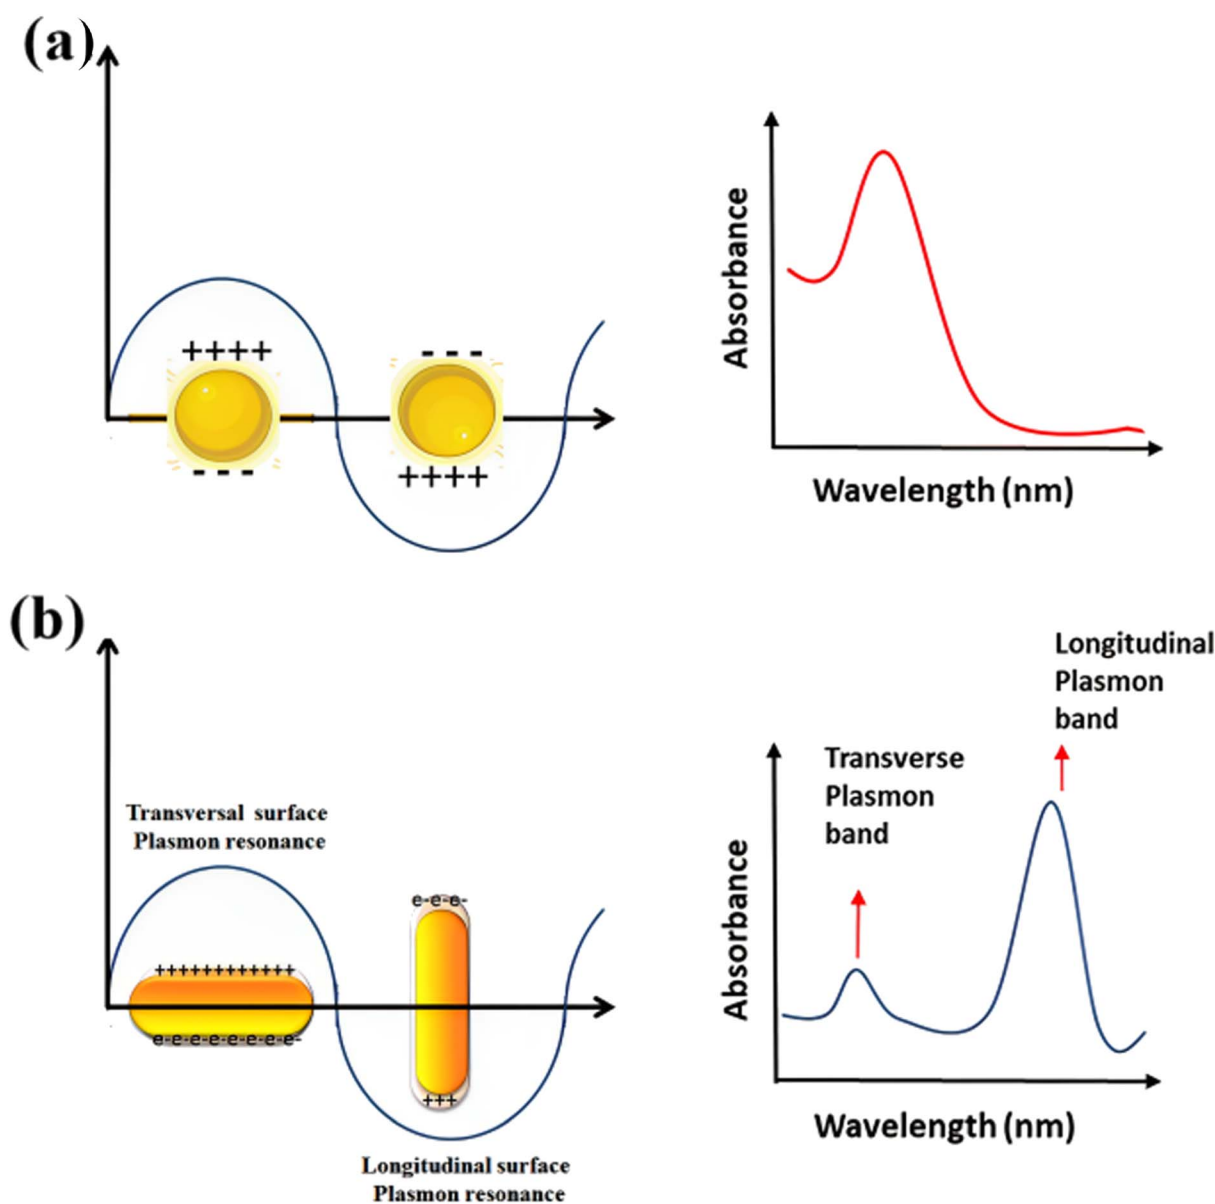 (a)
++++
- - -
- - -
++++
Absorbance
Wavelength (nm)
(b)
Transversal surface
Plasmon resonance
++++++++++++
e-e-e-e-e-e-e-e-
e-e-e-
+++
Longitudinal surface
Plasmon resonance
Longitudinal
Plasmon
band
Transverse
Plasmon
band
Absorbance
Wavelength (nm)